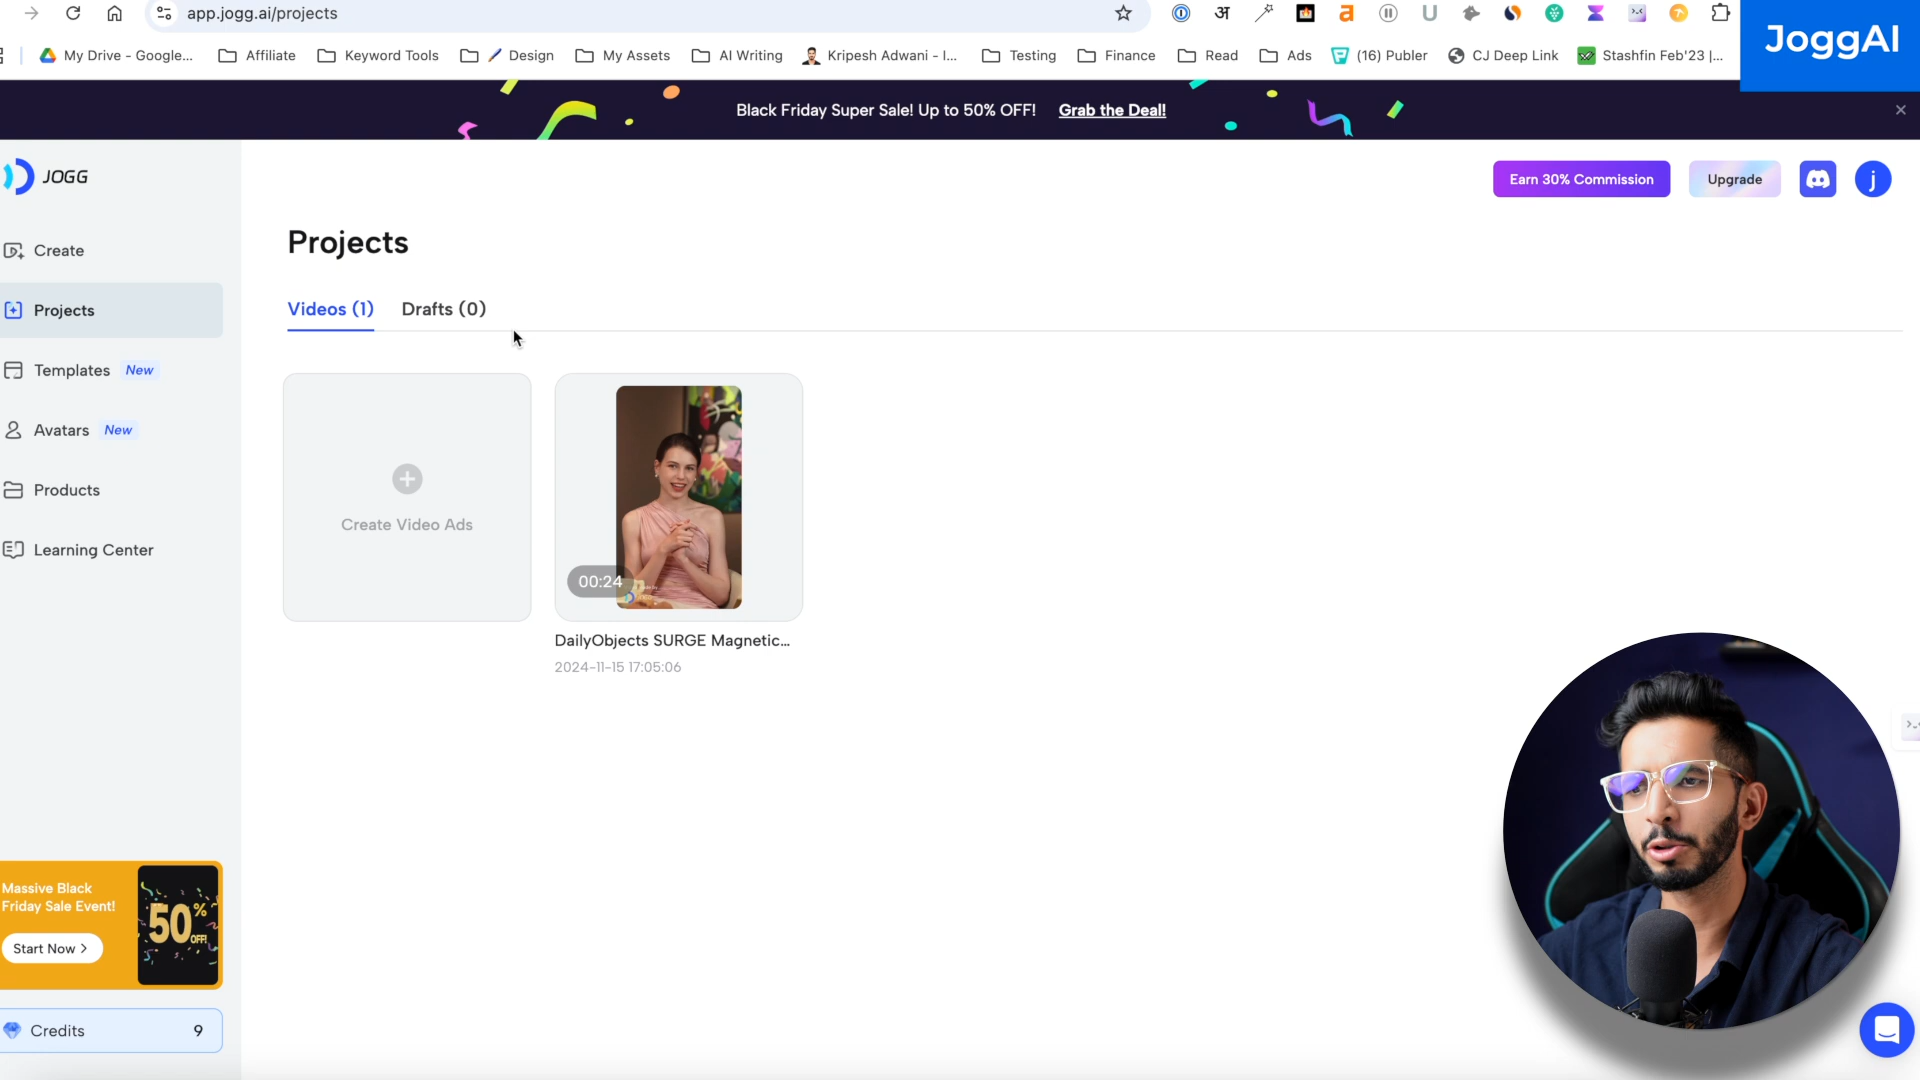 app.jogg.ai/projects
अ
a
U
JoggAI
My Drive - Google...
Affiliate
Keyword Tools
Design
My Assets
AI Writing
Kripesh Adwani - I...
Testing
Finance
Read
Ads
(16) Publer
CJ Deep Link
Stashfin Feb'23 |...
Black Friday Super Sale! Up to 50% OFF! Grab the Deal!
JOGG
Earn 30% Commission
Upgrade
j
Create
Projects
Templates New
Avatars New
Products
Learning Center
Projects
Videos (1)
Drafts (0)
Create Video Ads
00:24
DailyObjects SURGE Magnetic...
2024-11-15 17:05:06
Massive Black
Friday Sale Event!
Start Now >
50% OFF!
Credits 9